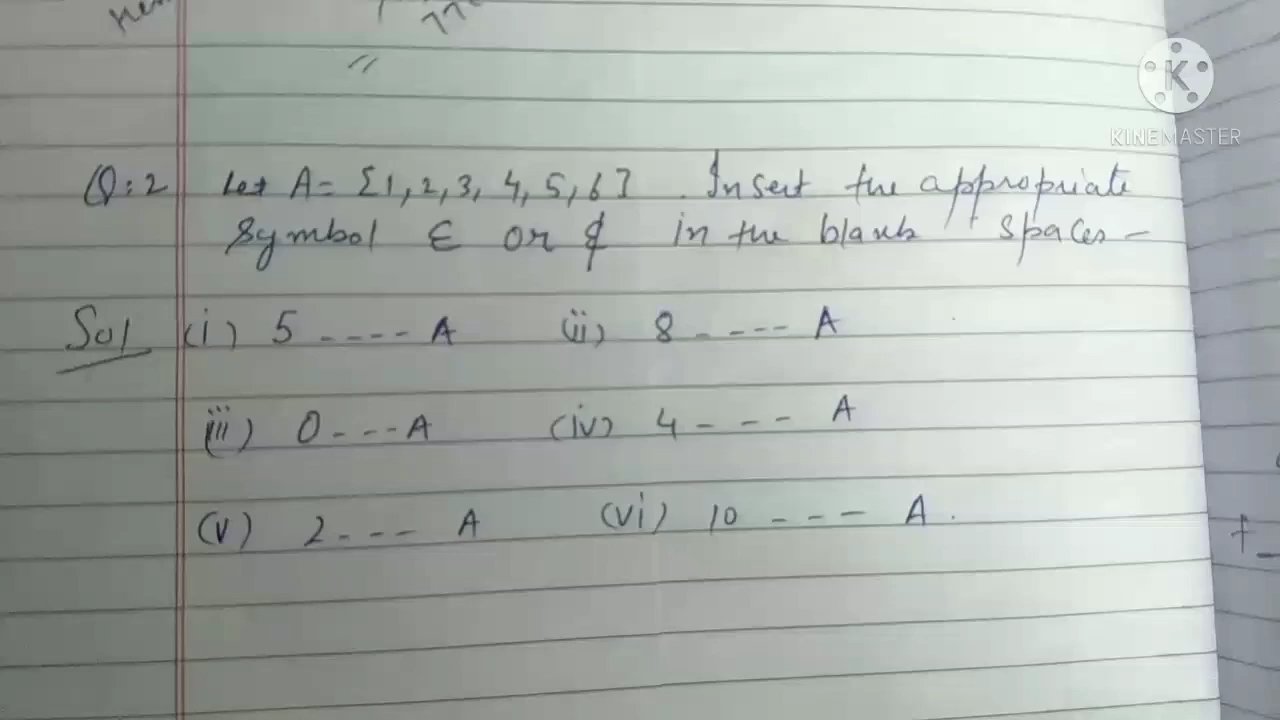 KINEMASTER
Q:2 Let A = {1, 2, 3, 4, 5, 6} . Insert the appropriate
symbol ∈ or ∉ in the blank spaces -
Sol (i) 5 ---- A (ii) 8 ---- A
(iii) 0 --- A (iv) 4 --- A
(v) 2 --- A (vi) 10 --- A .